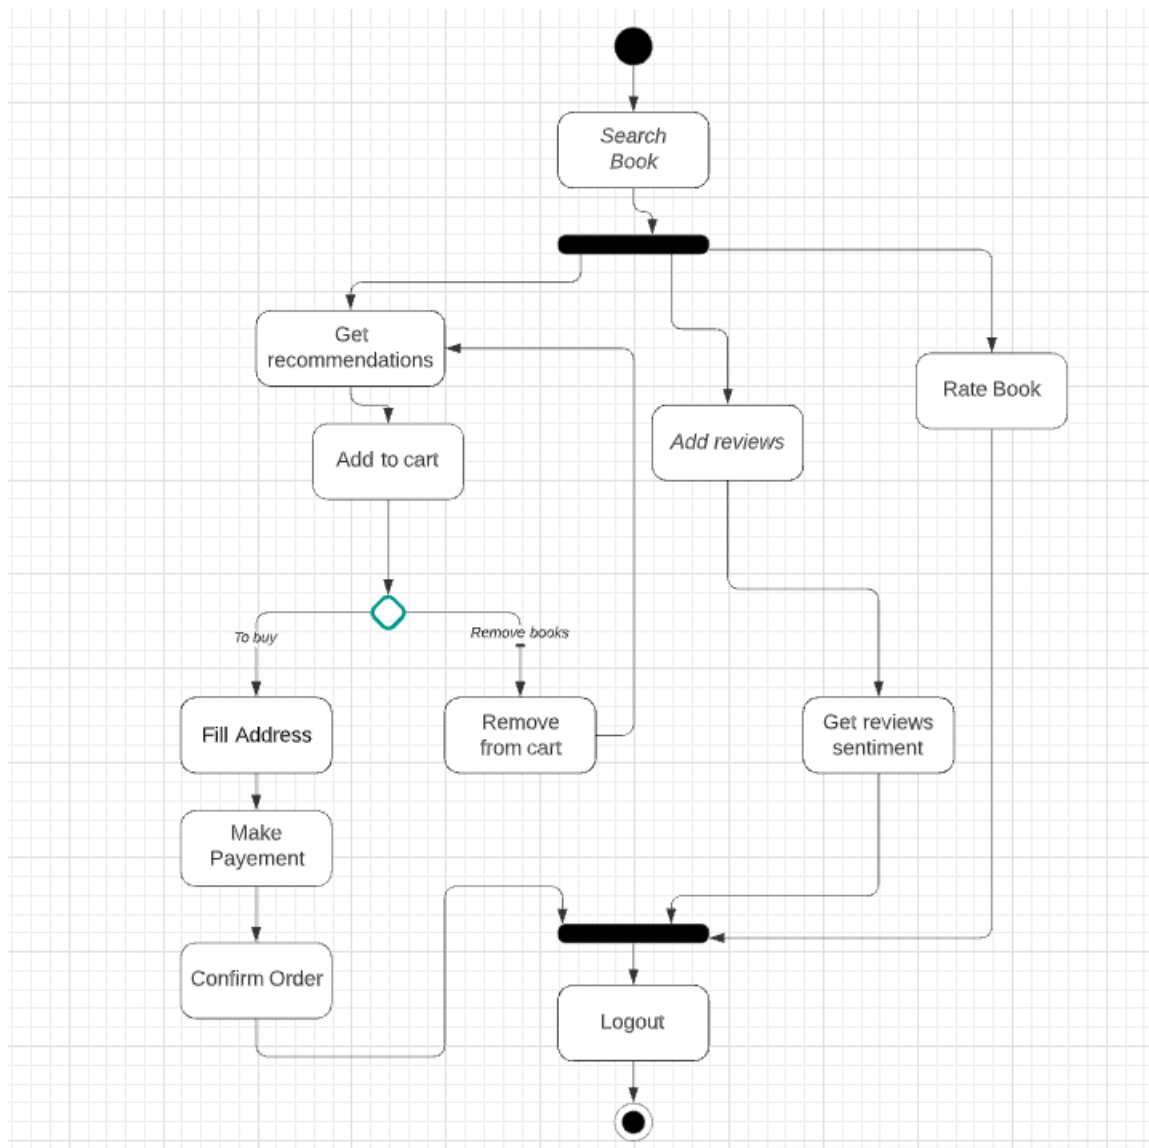 Search
Book
Get
recommendations
Rate Book
Add reviews
Add to cart
To buy
Remove books
Fill Address
Remove
from cart
Get reviews
sentiment
Make
Payement
Confirm Order
Logout